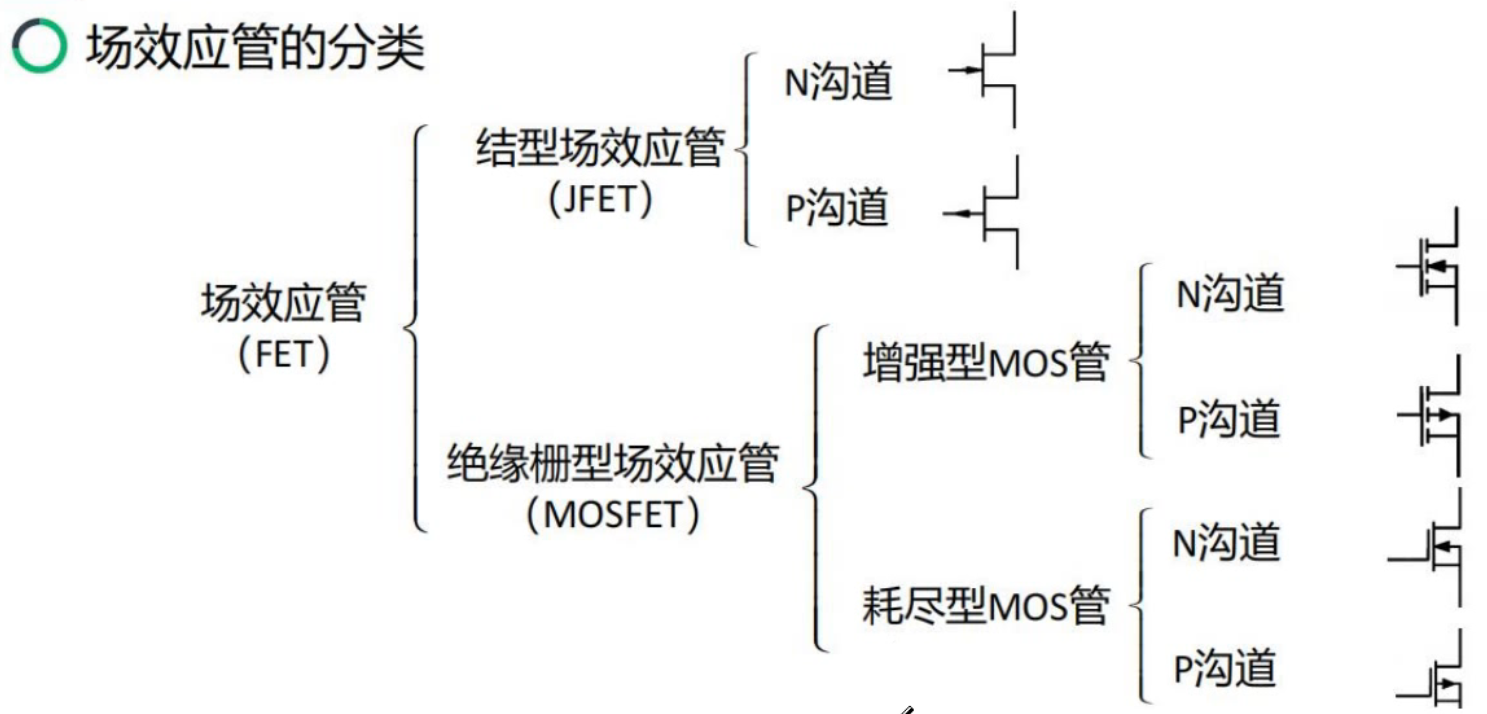 场效应管的分类
N沟道
结型场效应管
(JFET)
P沟道
场效应管
(FET)
N沟道
增强型MOS管
P沟道
绝缘栅型场效应管
(MOSFET)
N沟道
耗尽型MOS管
P沟道